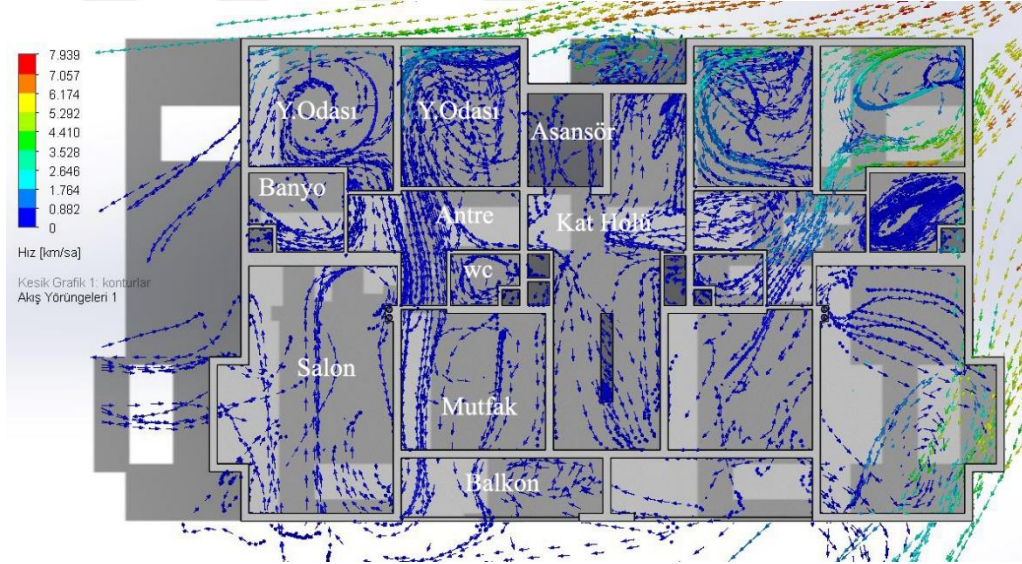 7.939
7.057
6.174
5.292
4.410
3.528
2.646
1.764
0.882
0
Hız [km/sa]
Kesik Grafik 1: konturlar
Akış Yörüngeleri 1
Y.Odası
Y.Odası
Asansör
Banyo
Antre
Kat Holü
wc
Salon
Mutfak
Balkon